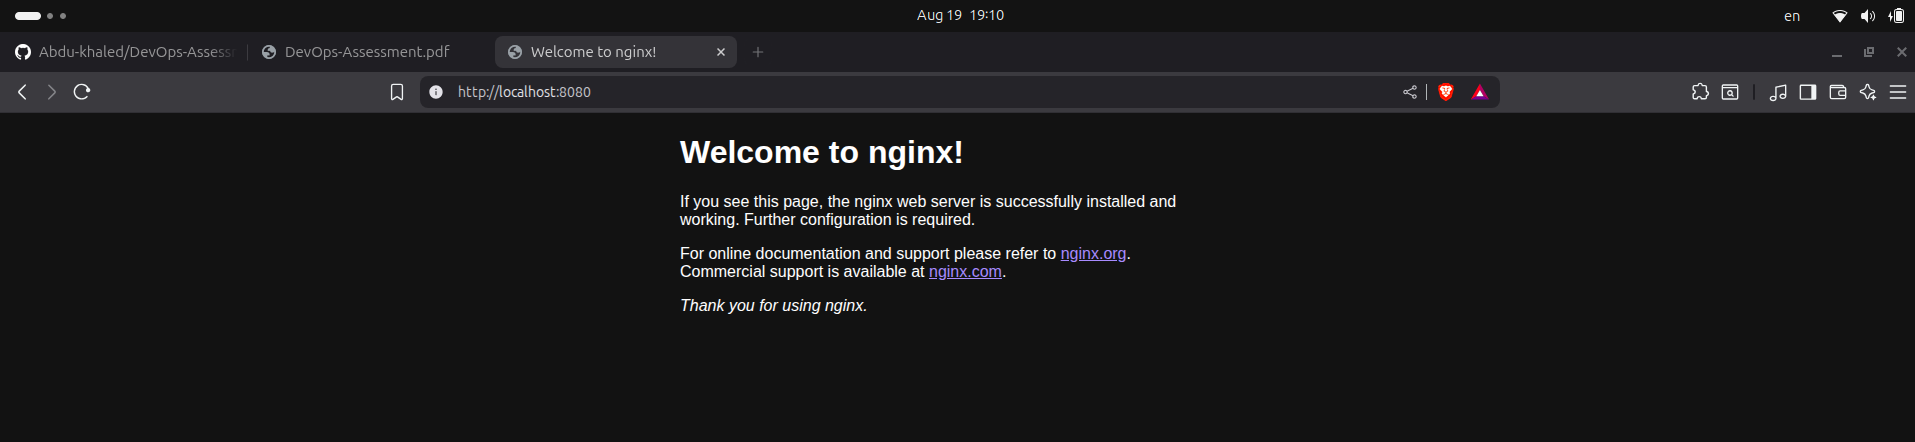 Aug 19 19:10
en
Abdu-khaled/DevOps-Assess
DevOps-Assessment.pdf
Welcome to nginx!
http://localhost:8080
Welcome to nginx!
If you see this page, the nginx web server is successfully installed and
working. Further configuration is required.
For online documentation and support please refer to nginx.org.
Commercial support is available at nginx.com.
Thank you for using nginx.